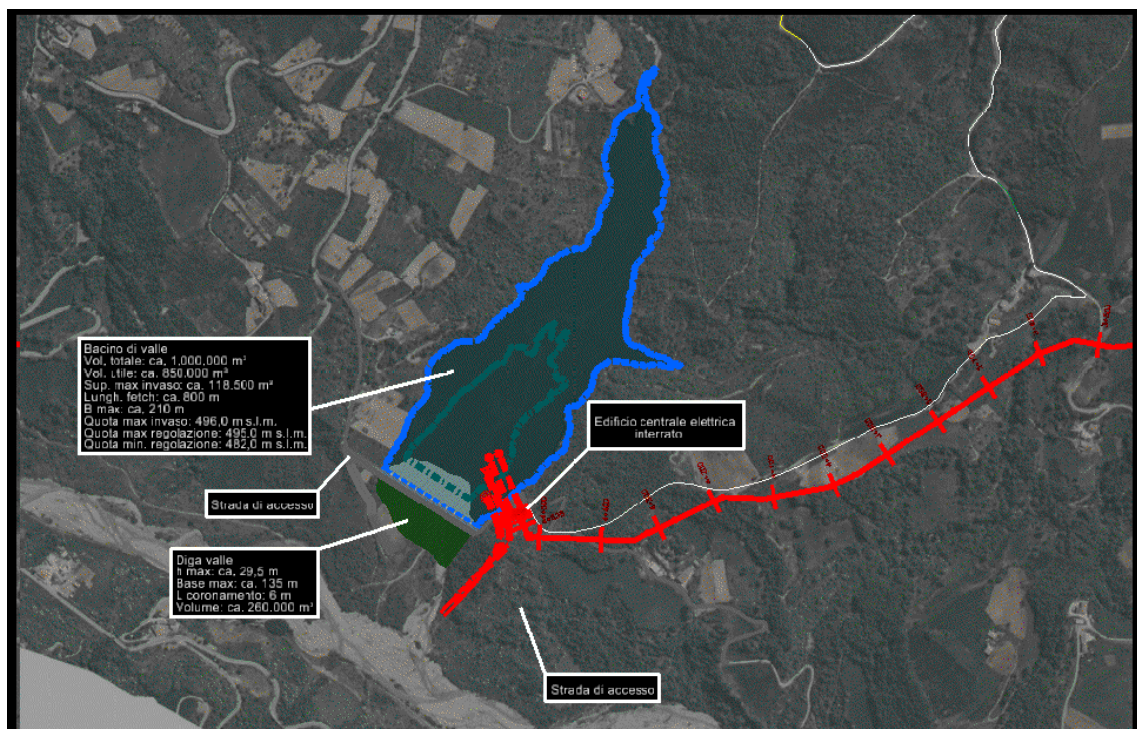 Bacino di valle
Vol. totale: ca. 1.000.000 m³
Vol. utile: ca. 850.000 m³
Sup. max invaso: ca. 118.500 m²
Lungh. fetch: ca. 800 m
B max: ca. 210 m
Quota max invaso: 496,0 m s.l.m.
Quota max regolazione: 495,0 m s.l.m.
Quota min. regolazione: 482,0 m s.l.m.
Edificio centrale elettrica
interrato
Strada di accesso
Diga valle
h max: ca. 29,5 m
Base max: ca. 135 m
L coronamento: 6 m
Volume: ca. 260.000 m³
Strada di accesso